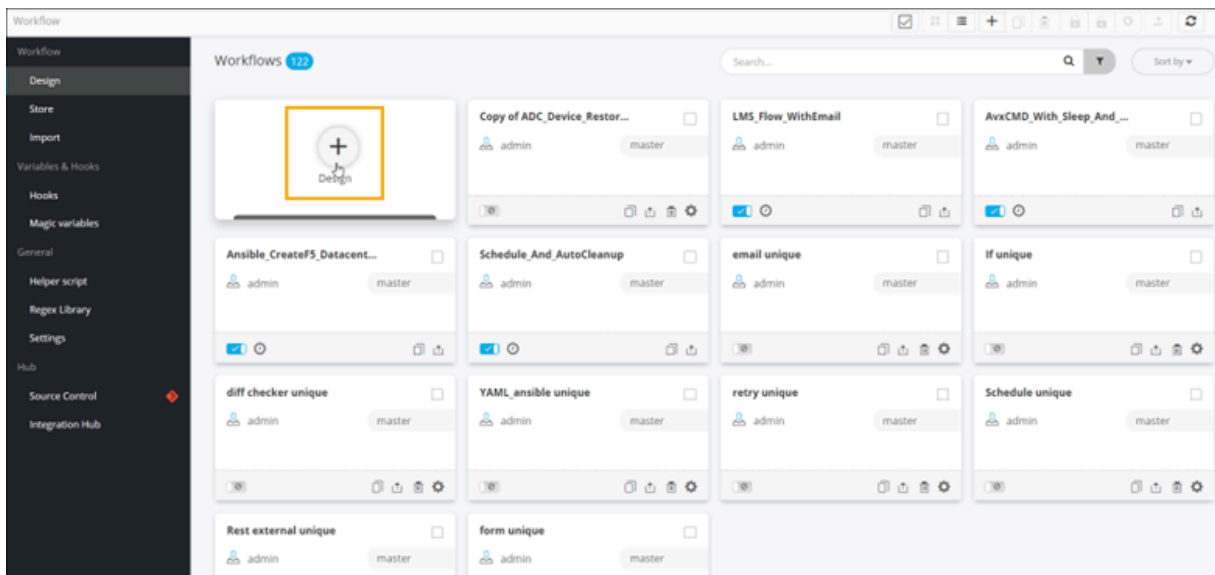 Workflow
Workflow
Design
Store
Import
Variables & Hooks
Hooks
Magic variables
General
Helper script
Regex Library
Settings
Hub
Source Control
Integration Hub
Workflows 122
Search...
Sort by
Design
Copy of ADC_Device_Restor...
admin master
LMS_Flow_WithEmail
admin master
AvxCMD_With_Sleep_And_...
admin master
Ansible_CreateF5_Datacent...
admin master
Schedule_And_AutoCleanup
admin master
email unique
admin master
If unique
admin master
diff checker unique
admin master
YAML_ansible unique
admin master
retry unique
admin master
Schedule unique
admin master
Rest external unique
admin master
form unique
admin master